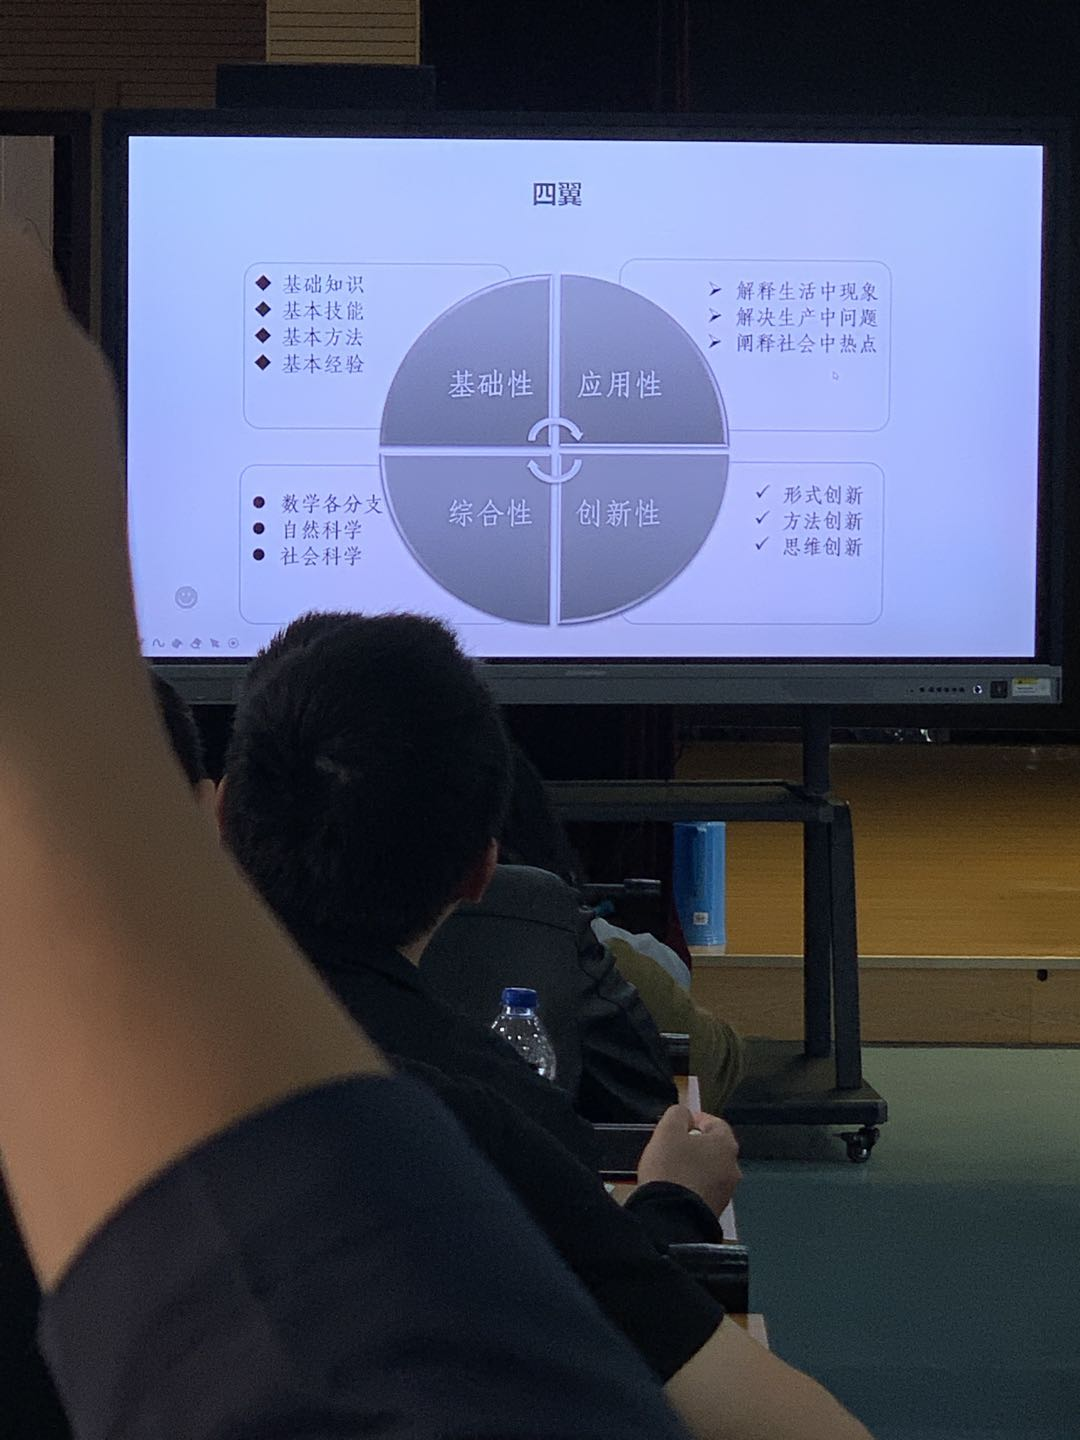 四翼
基础知识
基本技能
基本方法
基本经验
解释生活中现象
解决生产中问题
阐释社会中热点
基础性
应用性
综合性
创新性
数学各分支
自然科学
社会科学
形式创新
方法创新
思维创新